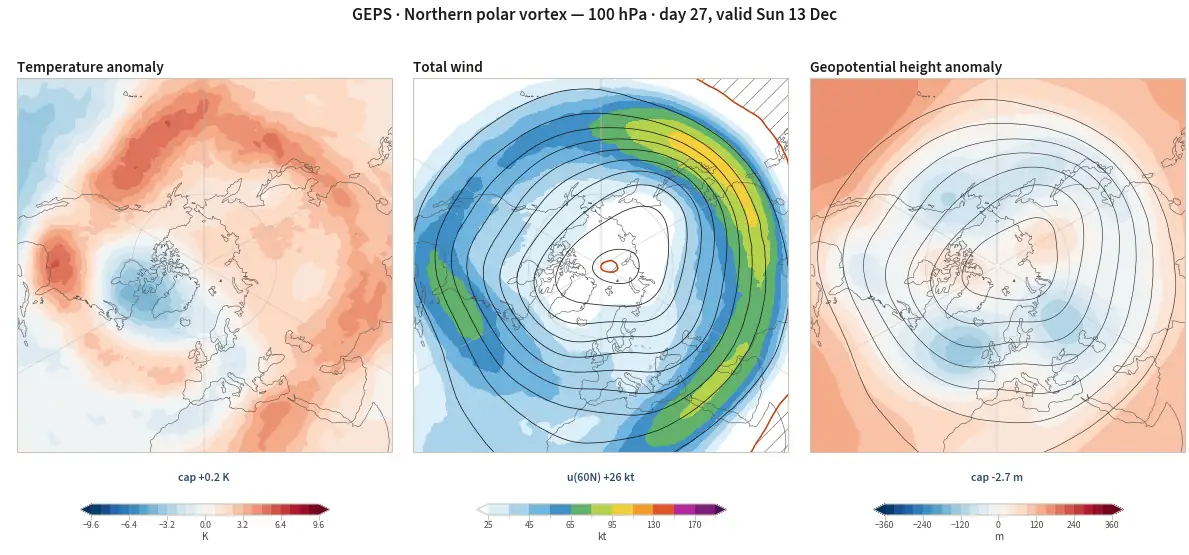 GEPS · Northern polar vortex — 100 hPa · day 27, valid Sun 13 Dec
Temperature anomaly
Total wind
Geopotential height anomaly
cap +0.2 K
u(60N) +26 kt
cap -2.7 m
−9.6 −6.4 −3.2 0.0 3.2 6.4 9.6
K
25 45 65 95 130 170
kt
−360 −240 −120 0 120 240 360
m